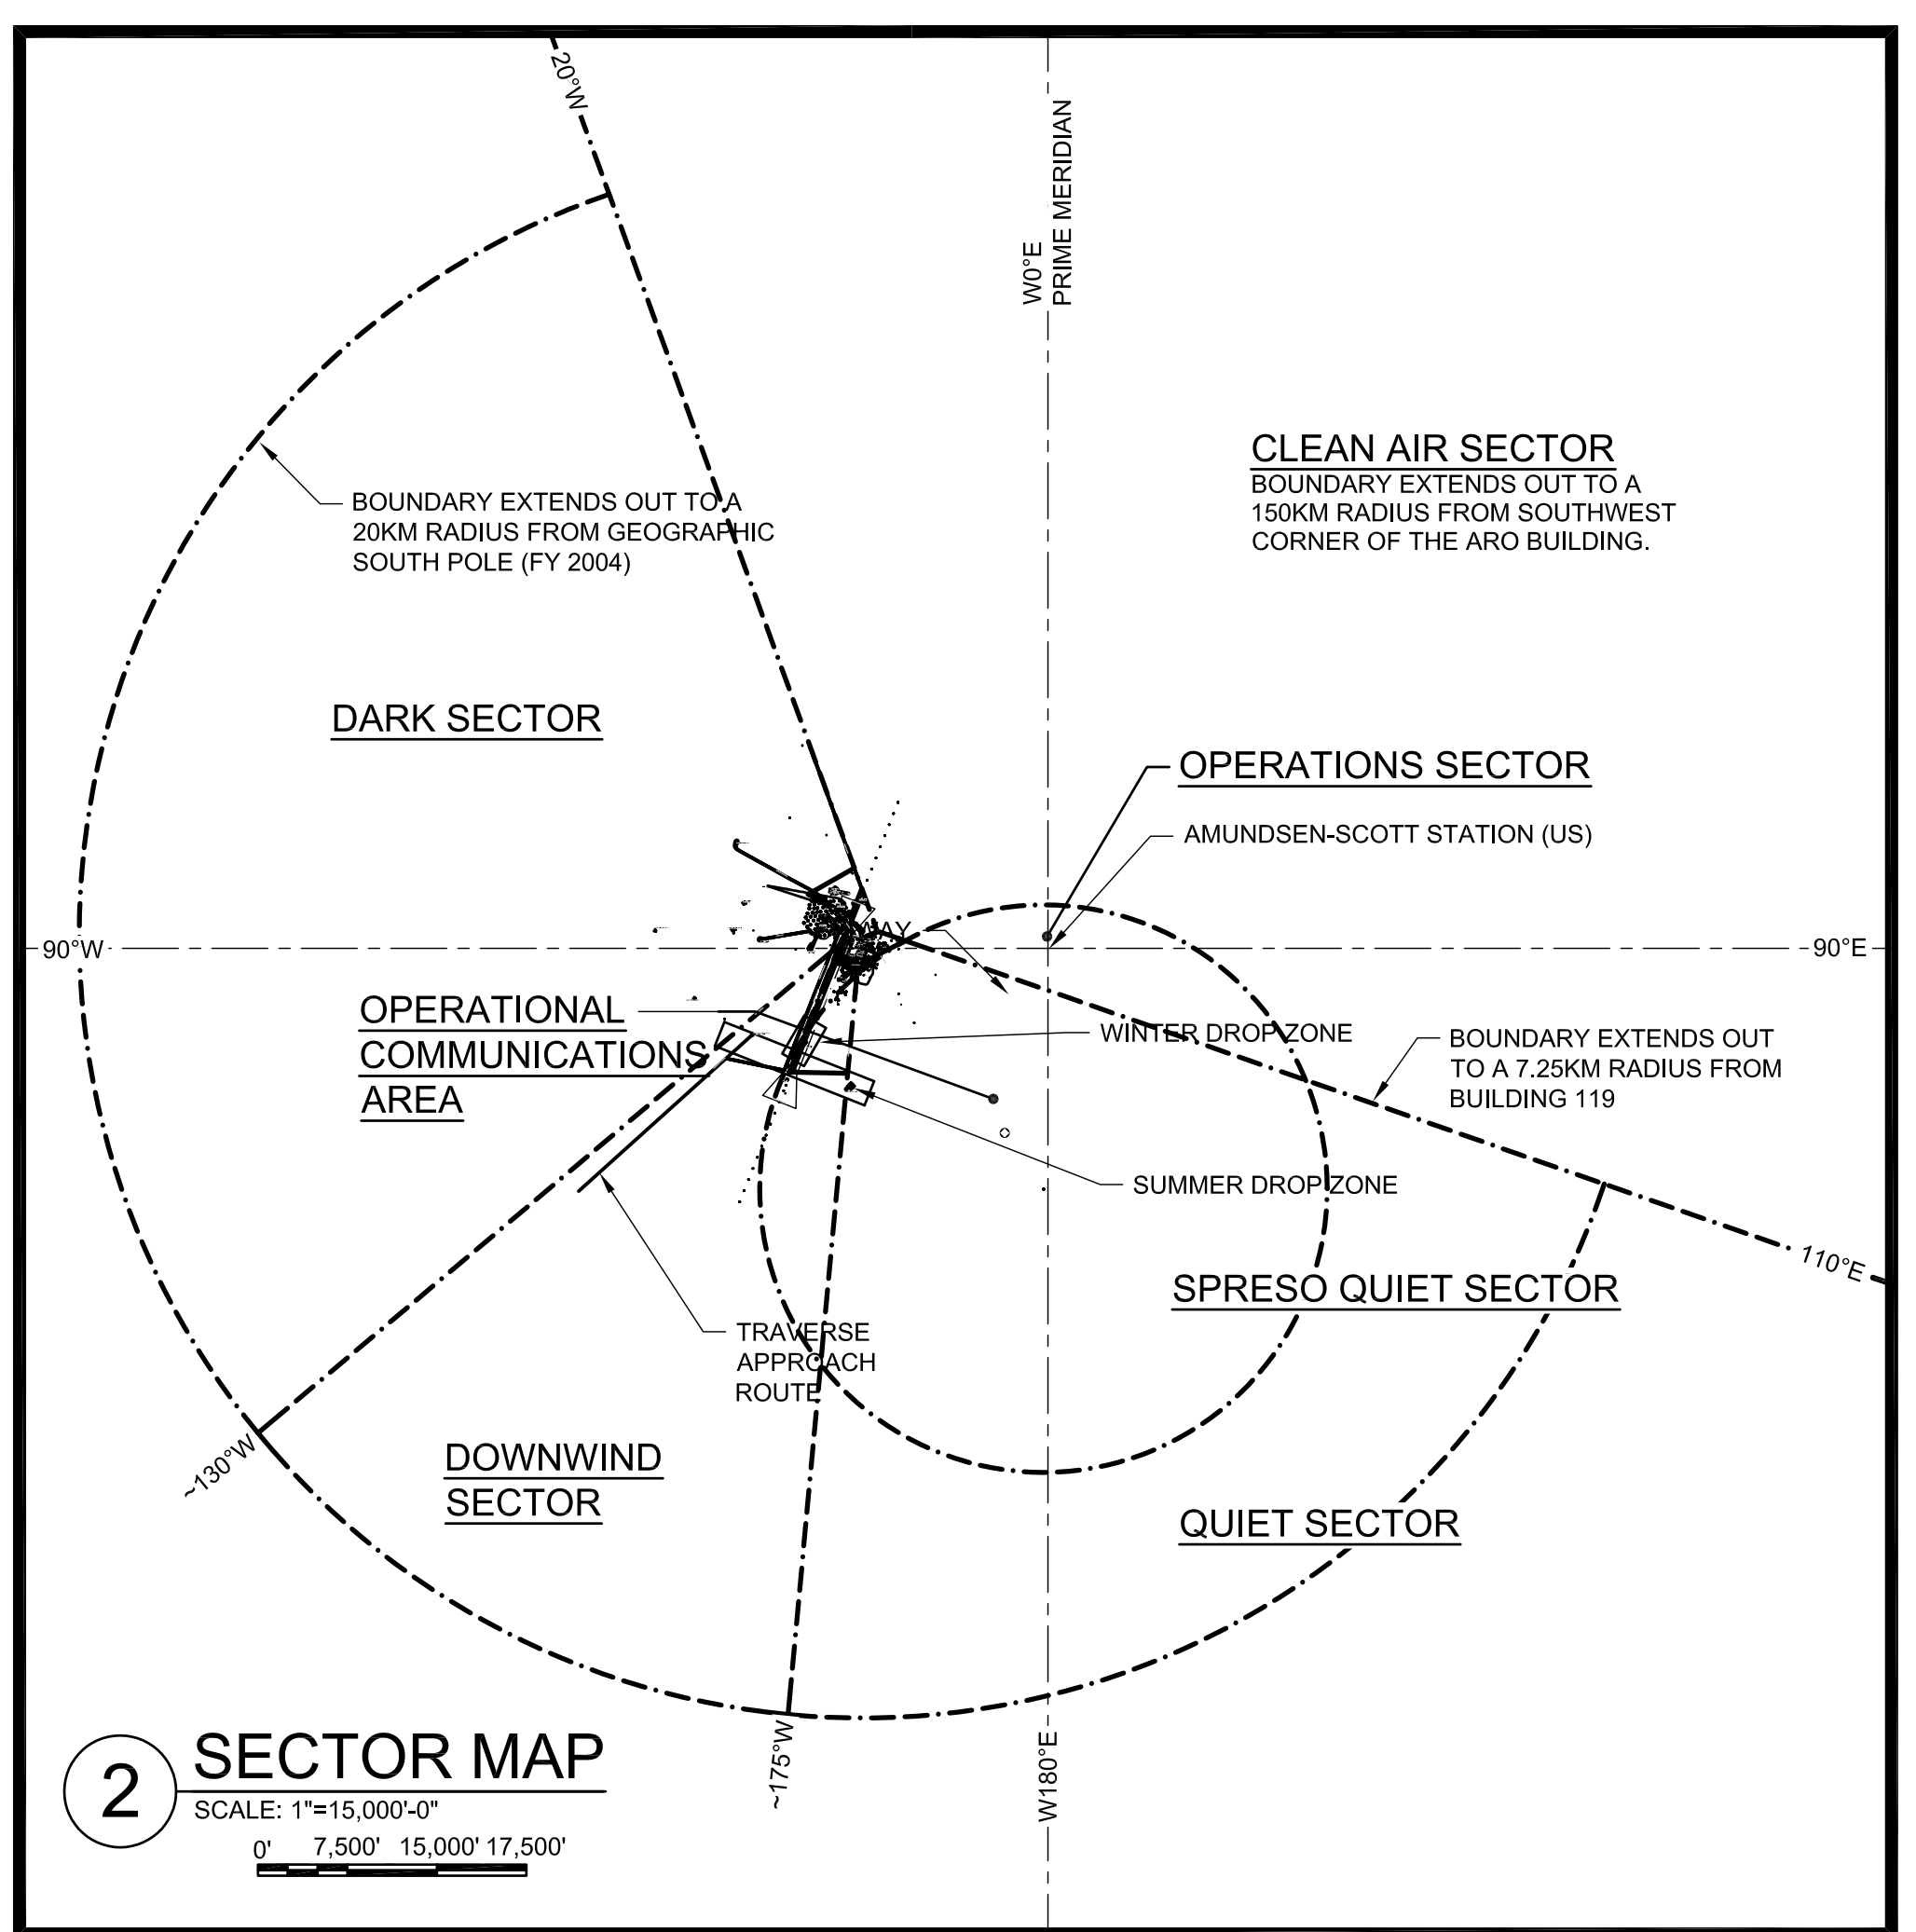 20°W
W0°E
PRIME MERIDIAN
CLEAN AIR SECTOR
BOUNDARY EXTENDS OUT TO A
150KM RADIUS FROM SOUTHWEST
CORNER OF THE ARO BUILDING.
BOUNDARY EXTENDS OUT TO A
20KM RADIUS FROM GEOGRAPHIC
SOUTH POLE (FY 2004)
DARK SECTOR
OPERATIONS SECTOR
AMUNDSEN-SCOTT STATION (US)
90°W
90°E
OPERATIONAL
COMMUNICATIONS
AREA
WINTER DROP ZONE
BOUNDARY EXTENDS OUT
TO A 7.25KM RADIUS FROM
BUILDING 119
SUMMER DROP ZONE
110°E
SPRESO QUIET SECTOR
TRAVERSE
APPROACH
ROUTE
~130°W
DOWNWIND
SECTOR
QUIET SECTOR
~175°W
W180°E
2
SECTOR MAP
SCALE: 1"=15,000'-0"
0' 7,500' 15,000' 17,500'